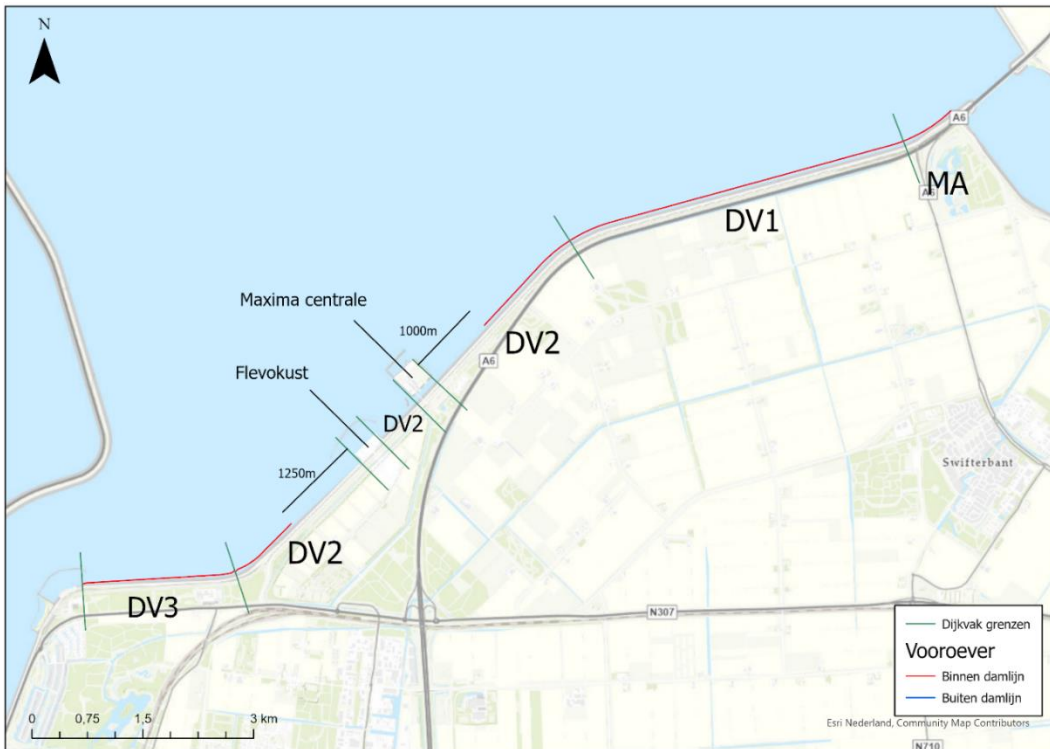 N
A6
A6
MA
DV1
Maxima centrale
1000m
DV2
A6
Flevokust
DV2
1250m
Swifterbant
DV2
DV3
N307
Dijkvak grenzen
Vooroever
Binnen damlijn
Buiten damlijn
0 0,75 1,5 3 km
Esri Nederland, Community Map Contributors
N710